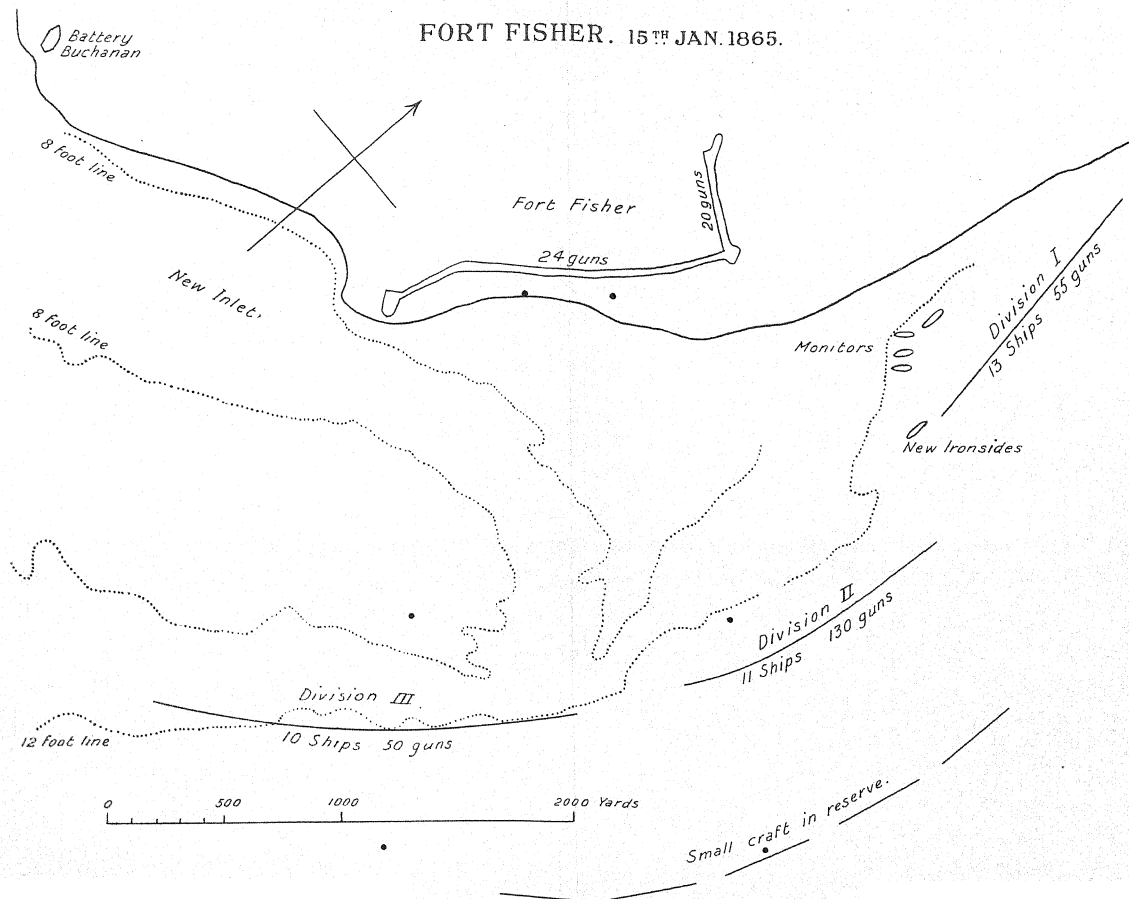 FORT FISHER. 15TH JAN. 1865.
Battery
Buchanan
8 foot line
Fort Fisher
20 guns
24 guns
New Inlet,
8 foot line
Monitors
Division I
13 Ships 55 guns
New Ironsides
Division II
11 Ships 130 guns
Division III
10 Ships 50 guns
12 foot line
0 500 1000 2000 Yards
Small craft in reserve.